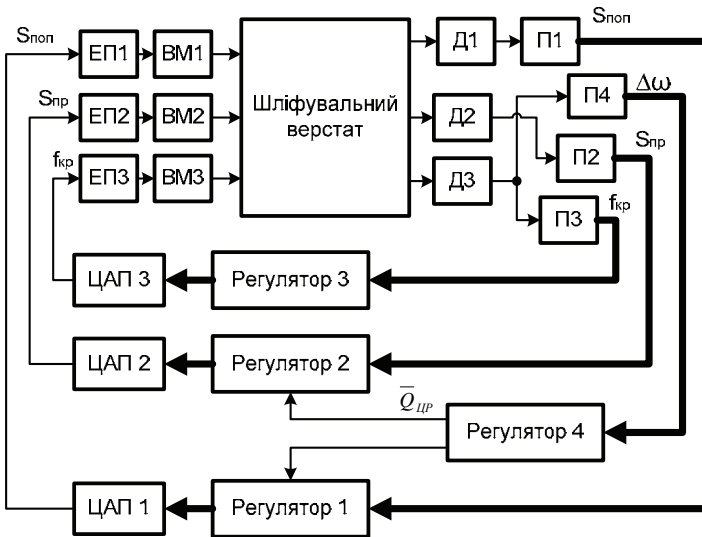 Sпоп
ЕП1
ВМ1
Д1
П1
Sпоп
Sпр
ЕП2
ВМ2
Шліфувальний
верстат
Д2
П4
Δω
fкр
ЕП3
ВМ3
Д3
П2
Sпр
П3
fкр
ЦАП 3
Регулятор 3
ЦАП 2
Регулятор 2
Q̅ЦР
Регулятор 4
ЦАП 1
Регулятор 1